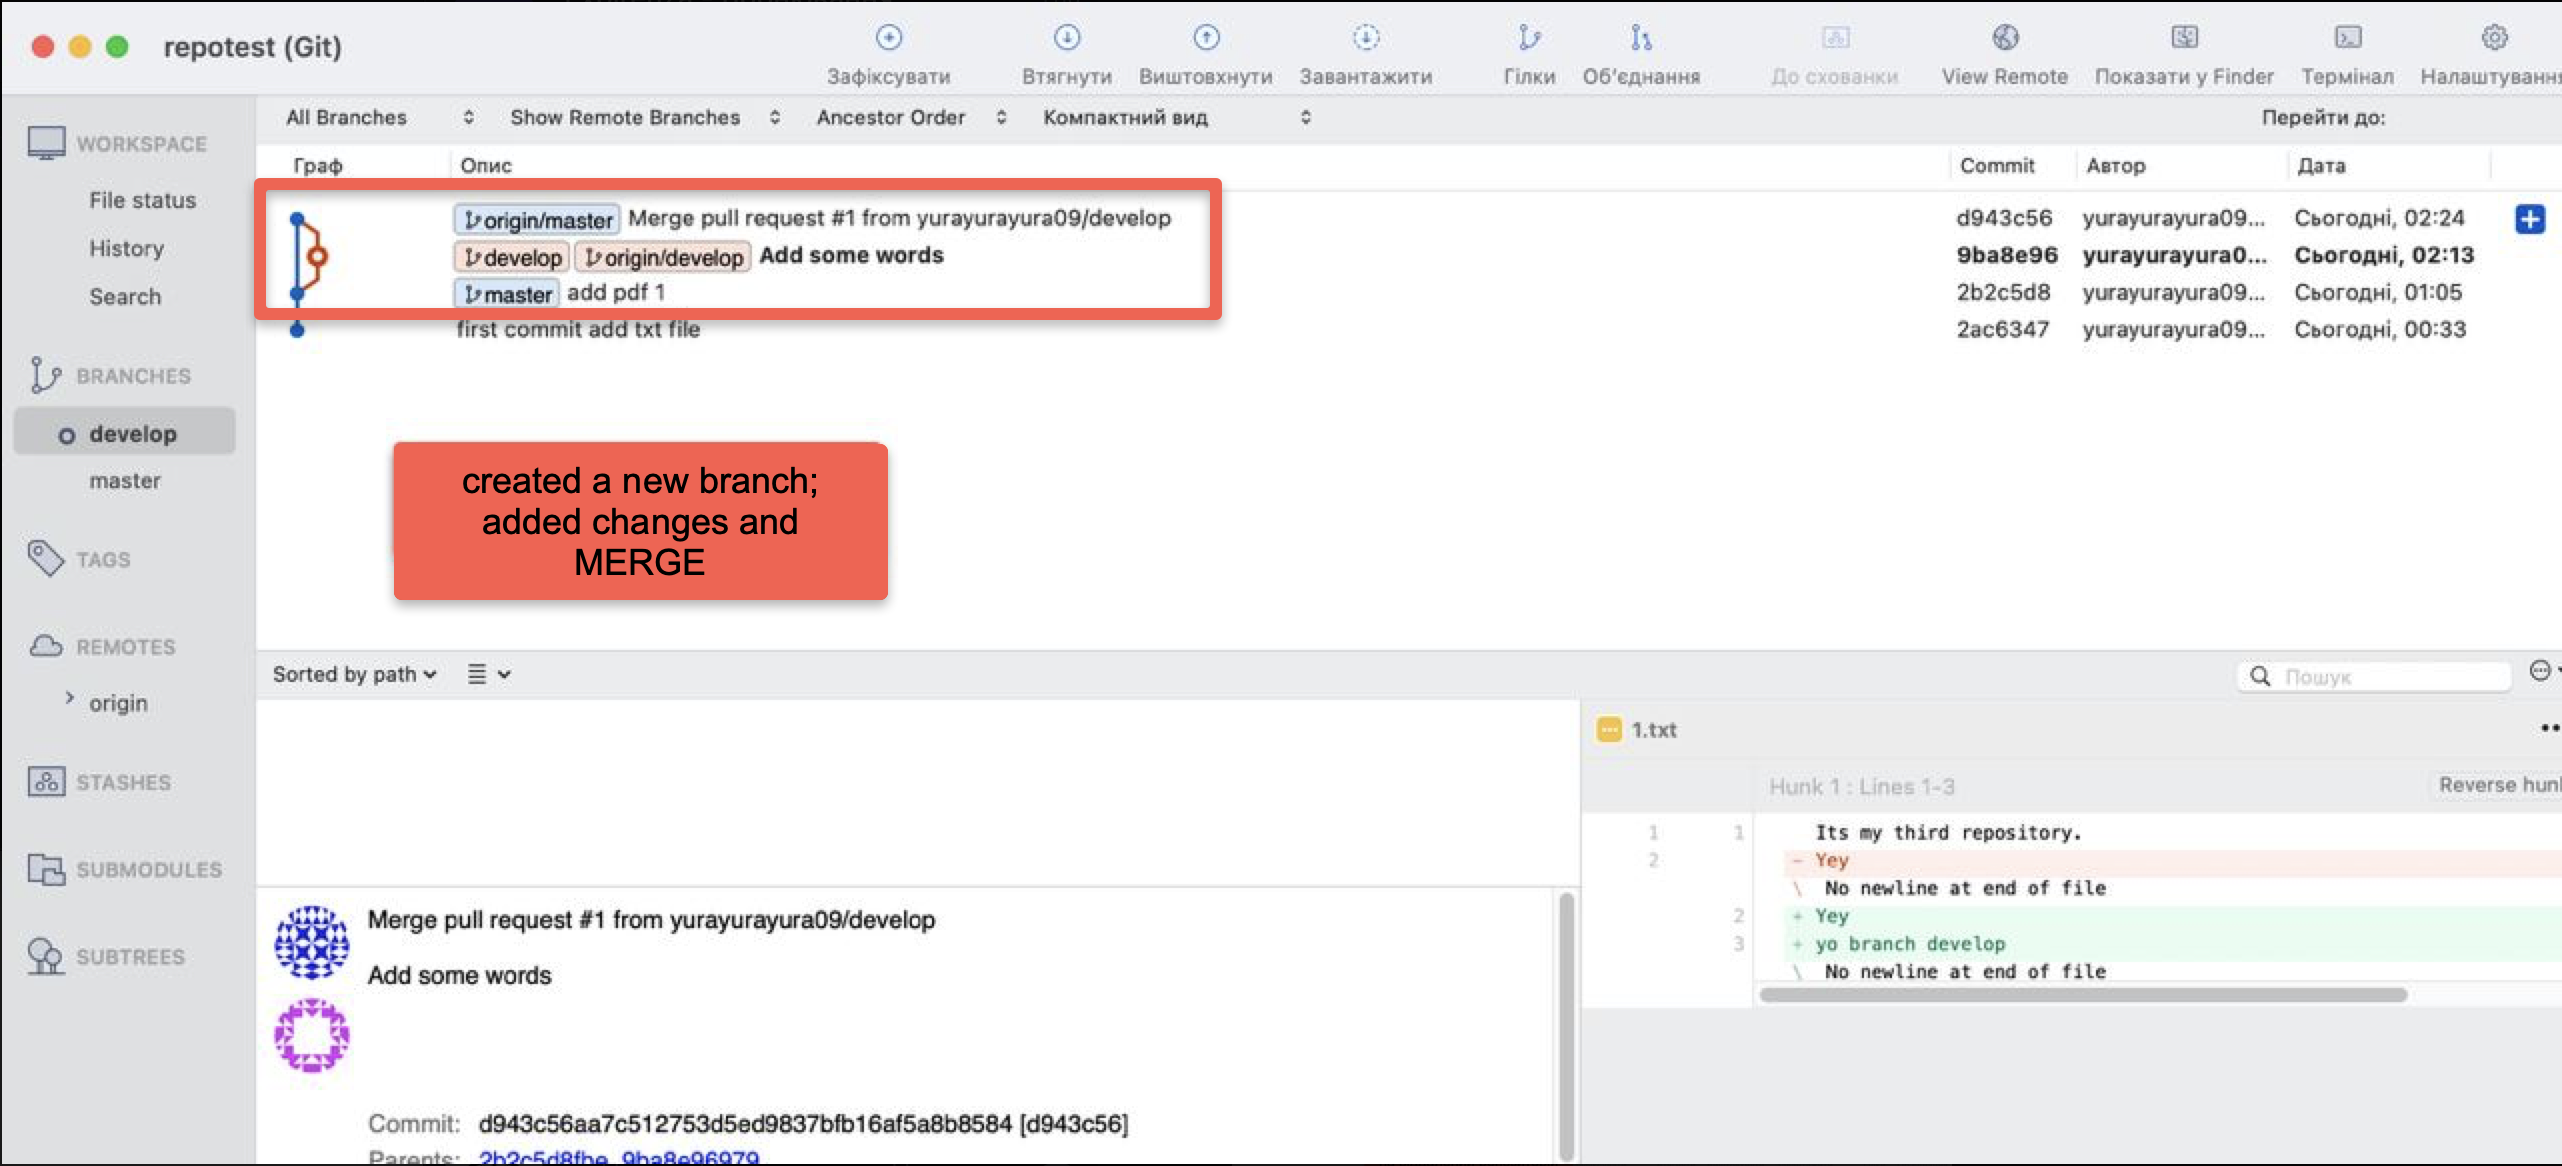 repotest (Git)
Зафіксувати
Втягнути
Виштовхнути
Завантажити
Гілки
Об'єднання
До схованки
View Remote
Показати у Finder
Термінал
Налаштування
All Branches
Show Remote Branches
Ancestor Order
Компактний вид
Перейти до:
WORKSPACE
File status
History
Search
BRANCHES
develop
master
TAGS
REMOTES
origin
STASHES
SUBMODULES
SUBTREES
Граф Опис Commit Автор Дата
origin/master Merge pull request #1 from yurayurayura09/develop d943c56 yurayurayura09... Сьогодні, 02:24
develop origin/develop Add some words 9ba8e96 yurayurayura0... Сьогодні, 02:13
master add pdf 1 2b2c5d8 yurayurayura09... Сьогодні, 01:05
first commit add txt file 2ac6347 yurayurayura09... Сьогодні, 00:33
created a new branch;
added changes and
MERGE
Sorted by path
Пошук
Merge pull request #1 from yurayurayura09/develop
Add some words
Commit: d943c56aa7c512753d5ed9837bfb16af5a8b8584 [d943c56]
Parents: 2b2c5d8fbe, 9ba8e96979
1.txt
Hunk 1 : Lines 1-3 Reverse hunk
1 1 Its my third repository.
2 - Yey
\ No newline at end of file
2 + Yey
3 + yo branch develop
\ No newline at end of file